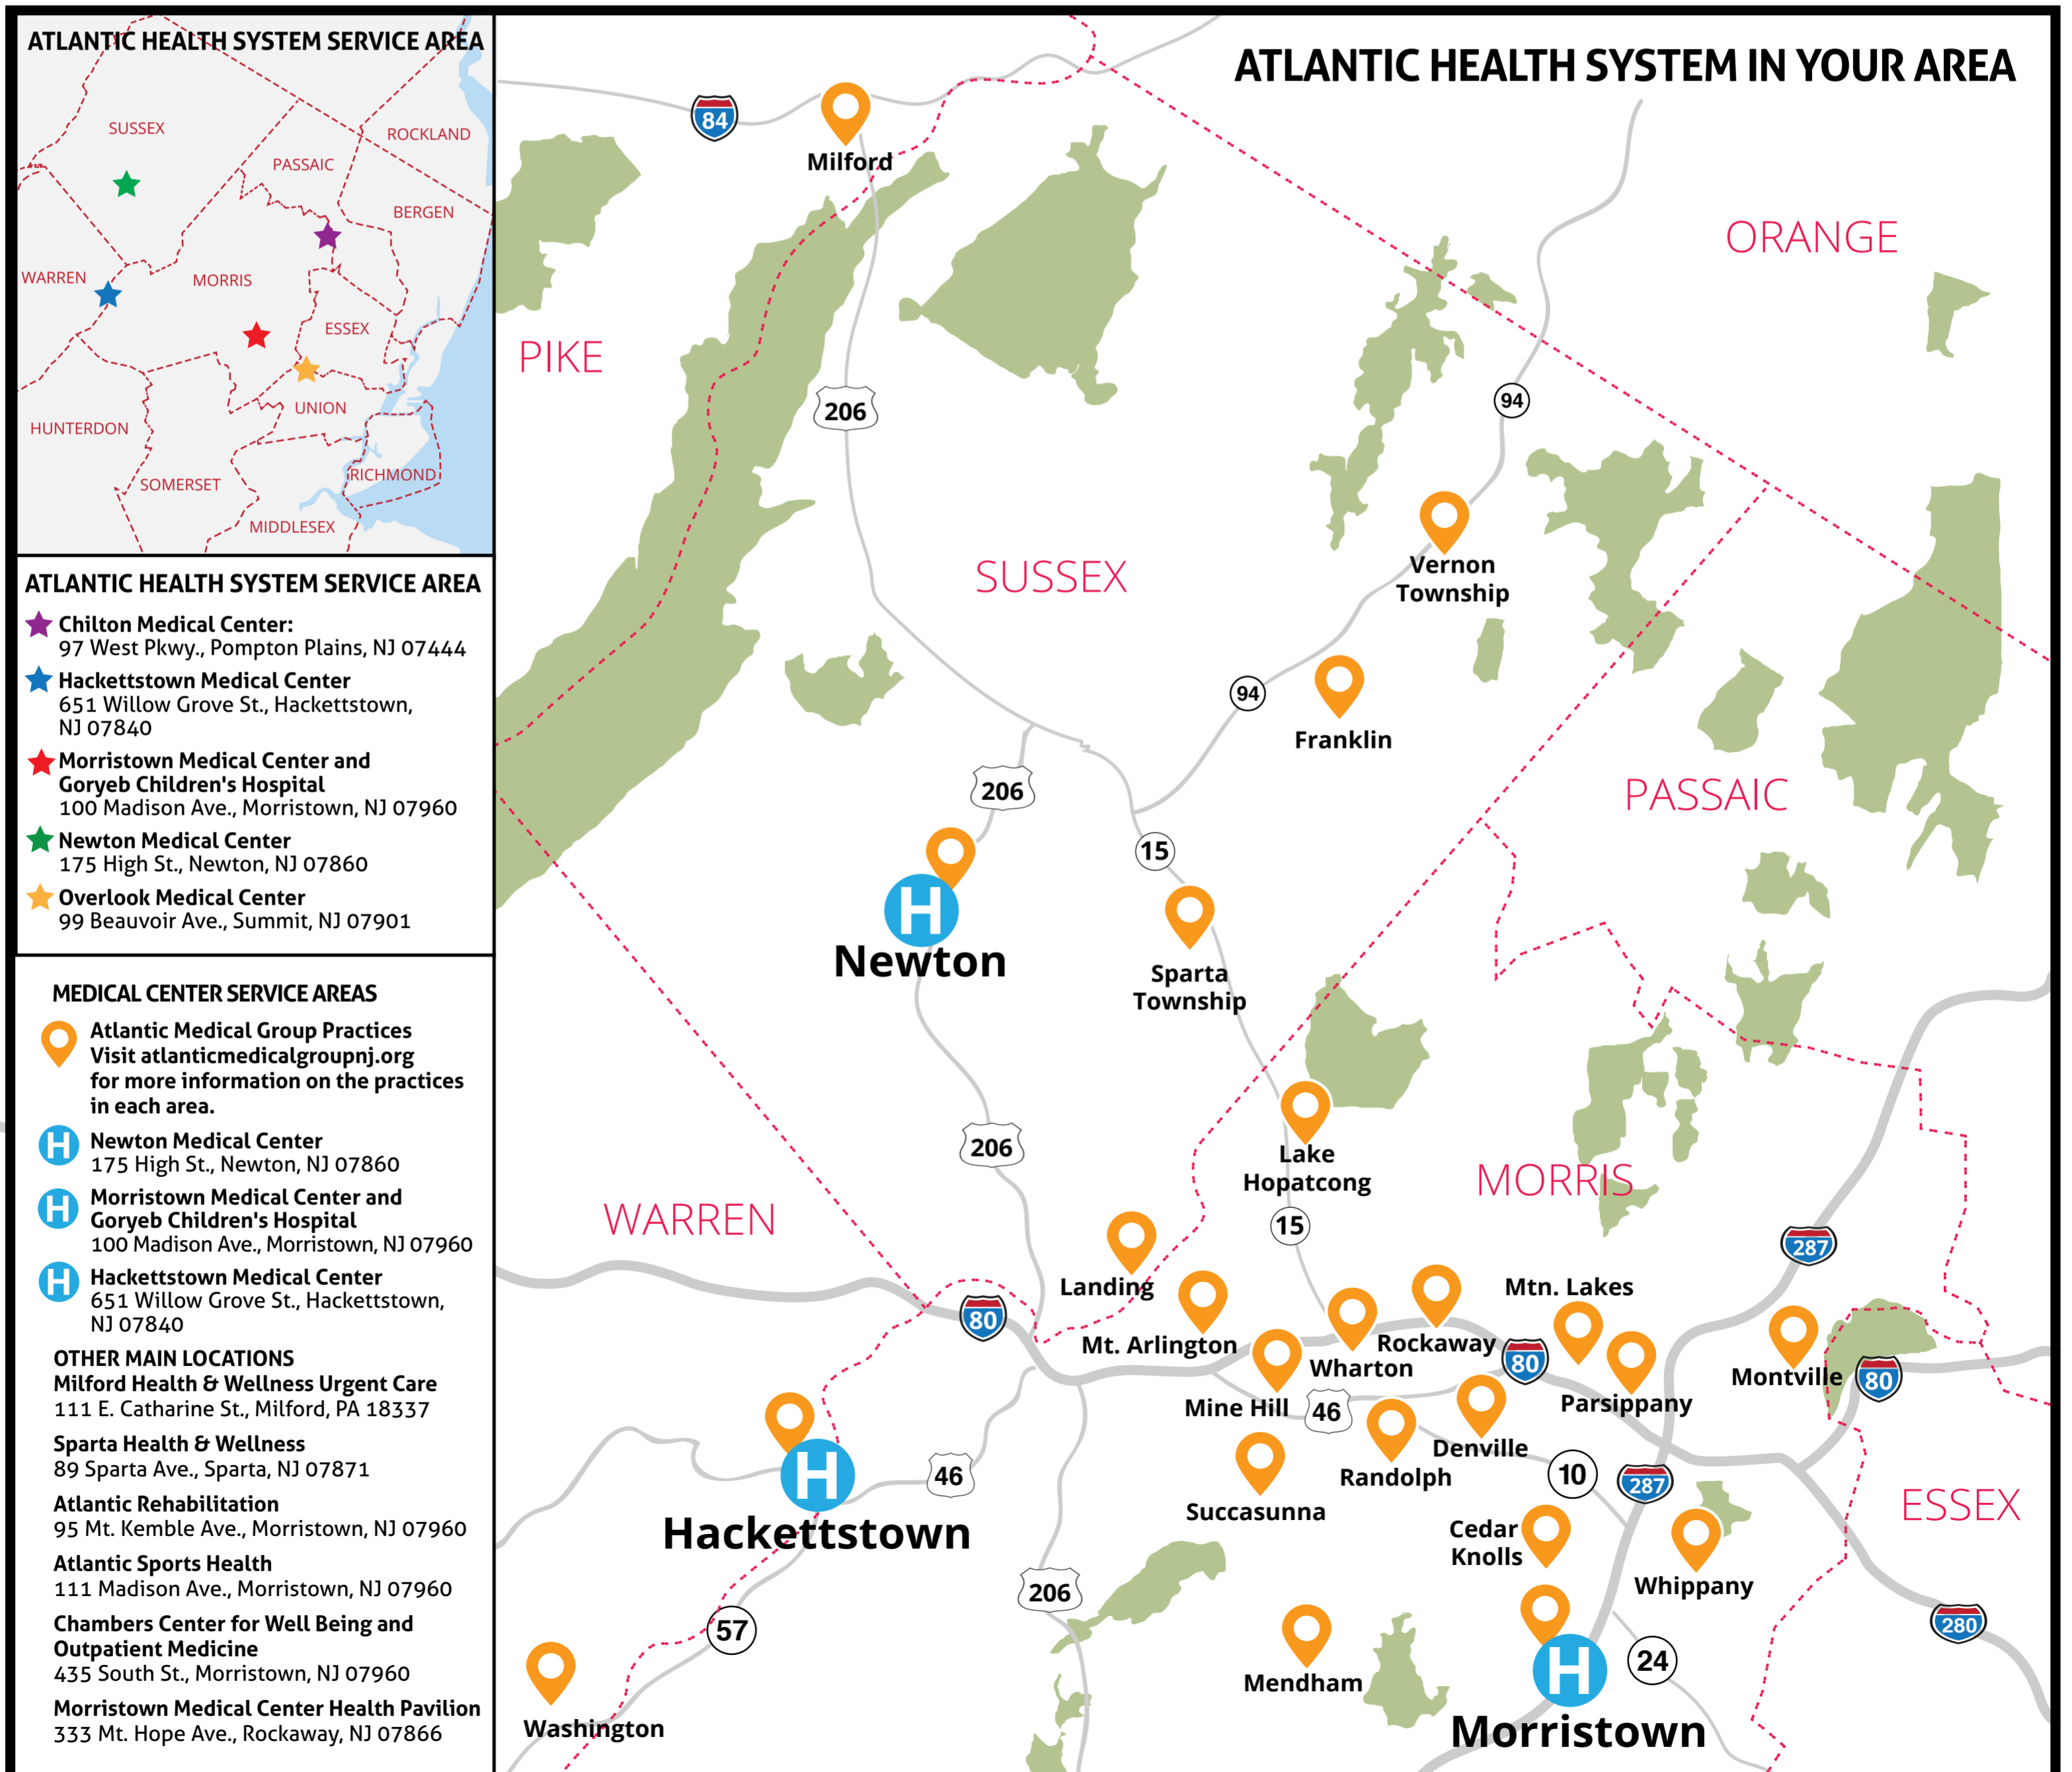 ATLANTIC HEALTH SYSTEM SERVICE AREA
SUSSEX
ROCKLAND
PASSAIC
BERGEN
WARREN
MORRIS
ESSEX
UNION
HUNTERDON
RICHMOND
SOMERSET
MIDDLESEX
ATLANTIC HEALTH SYSTEM SERVICE AREA
Chilton Medical Center:
97 West Pkwy., Pompton Plains, NJ 07444
Hackettstown Medical Center
651 Willow Grove St., Hackettstown,
NJ 07840
Morristown Medical Center and
Goryeb Children's Hospital
100 Madison Ave., Morristown, NJ 07960
Newton Medical Center
175 High St., Newton, NJ 07860
Overlook Medical Center
99 Beauvoir Ave., Summit, NJ 07901
MEDICAL CENTER SERVICE AREAS
Atlantic Medical Group Practices
Visit atlanticmedicalgroupnj.org
for more information on the practices
in each area.
H
Newton Medical Center
175 High St., Newton, NJ 07860
H
Morristown Medical Center and
Goryeb Children's Hospital
100 Madison Ave., Morristown, NJ 07960
H
Hackettstown Medical Center
651 Willow Grove St., Hackettstown,
NJ 07840
OTHER MAIN LOCATIONS
Milford Health & Wellness Urgent Care
111 E. Catharine St., Milford, PA 18337
Sparta Health & Wellness
89 Sparta Ave., Sparta, NJ 07871
Atlantic Rehabilitation
95 Mt. Kemble Ave., Morristown, NJ 07960
Atlantic Sports Health
111 Madison Ave., Morristown, NJ 07960
Chambers Center for Well Being and
Outpatient Medicine
435 South St., Morristown, NJ 07960
Morristown Medical Center Health Pavilion
333 Mt. Hope Ave., Rockaway, NJ 07866
ATLANTIC HEALTH SYSTEM IN YOUR AREA
84
Milford
ORANGE
PIKE
206
94
Vernon
Township
SUSSEX
94
Franklin
206
PASSAIC
15
H
Newton
Sparta
Township
206
Lake
Hopatcong
MORRIS
WARREN
15
287
Landing
Mtn. Lakes
80
Mt. Arlington
Rockaway
Wharton
80
Montville
80
Mine Hill
46
Parsippany
Denville
Randolph
H
46
10
287
Succasunna
ESSEX
Hackettstown
Cedar
Knolls
206
Whippany
57
280
24
H
Mendham
Washington
Morristown